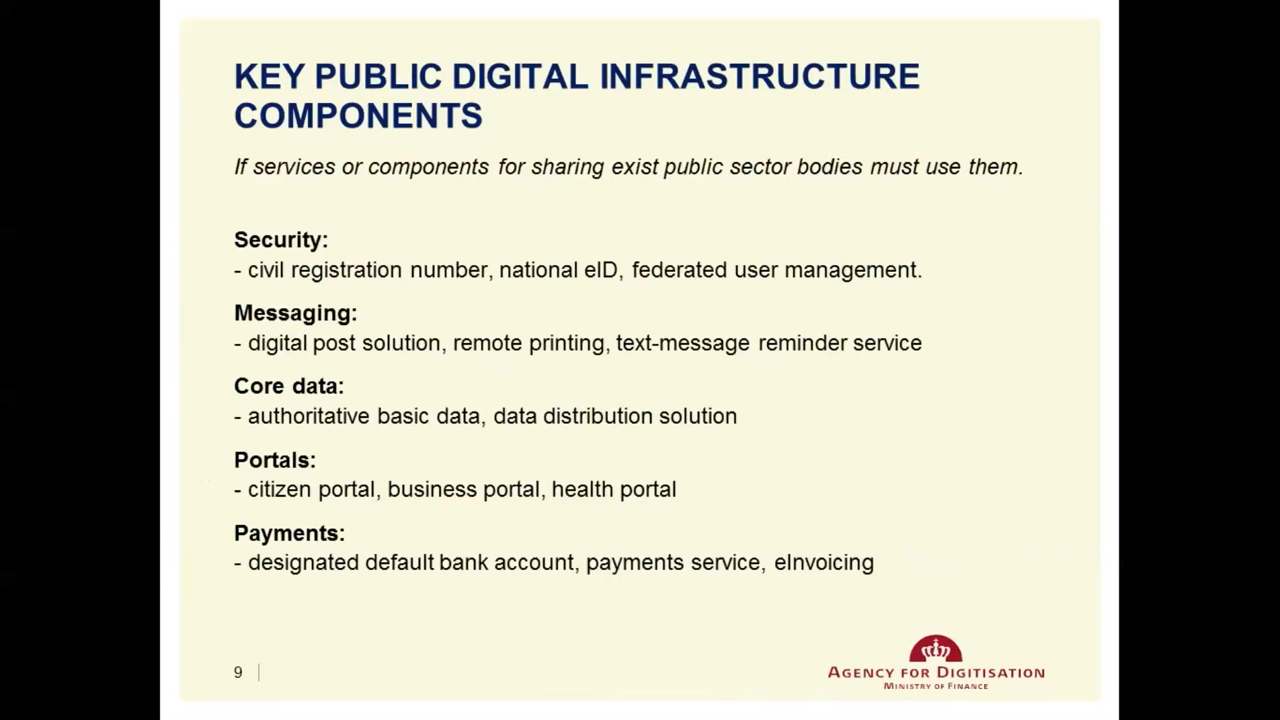 KEY PUBLIC DIGITAL INFRASTRUCTURE
COMPONENTS
If services or components for sharing exist public sector bodies must use them.
Security:
- civil registration number, national eID, federated user management.
Messaging:
- digital post solution, remote printing, text-message reminder service
Core data:
- authoritative basic data, data distribution solution
Portals:
- citizen portal, business portal, health portal
Payments:
- designated default bank account, payments service, eInvoicing
9
AGENCY FOR DIGITISATION
MINISTRY OF FINANCE